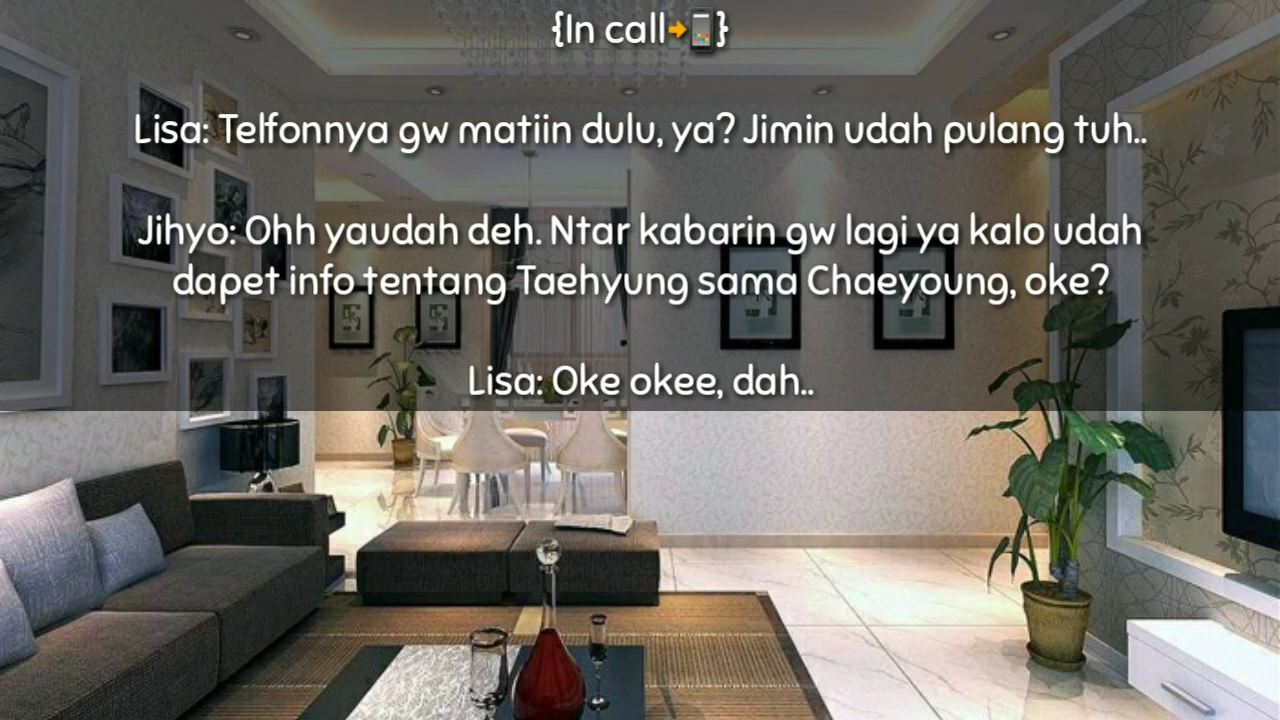 {In call➜📱}
Lisa: Telfonnya gw matiin dulu, ya? Jimin udah pulang tuh..
Jihyo: Ohh yaudah deh. Ntar kabarin gw lagi ya kalo udah
dapet info tentang Taehyung sama Chaeyoung, oke?
Lisa: Oke okee, dah..